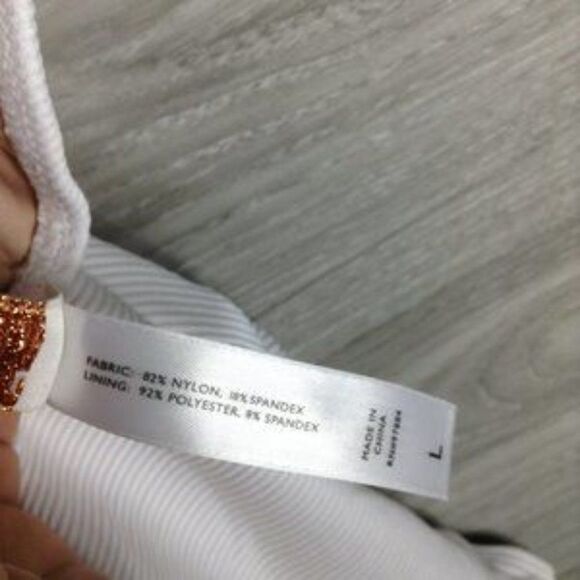 FABRIC: 82% NYLON, 18% SPANDEX
LINING: 92% POLYESTER, 8% SPANDEX
MADE IN
CHINA
L